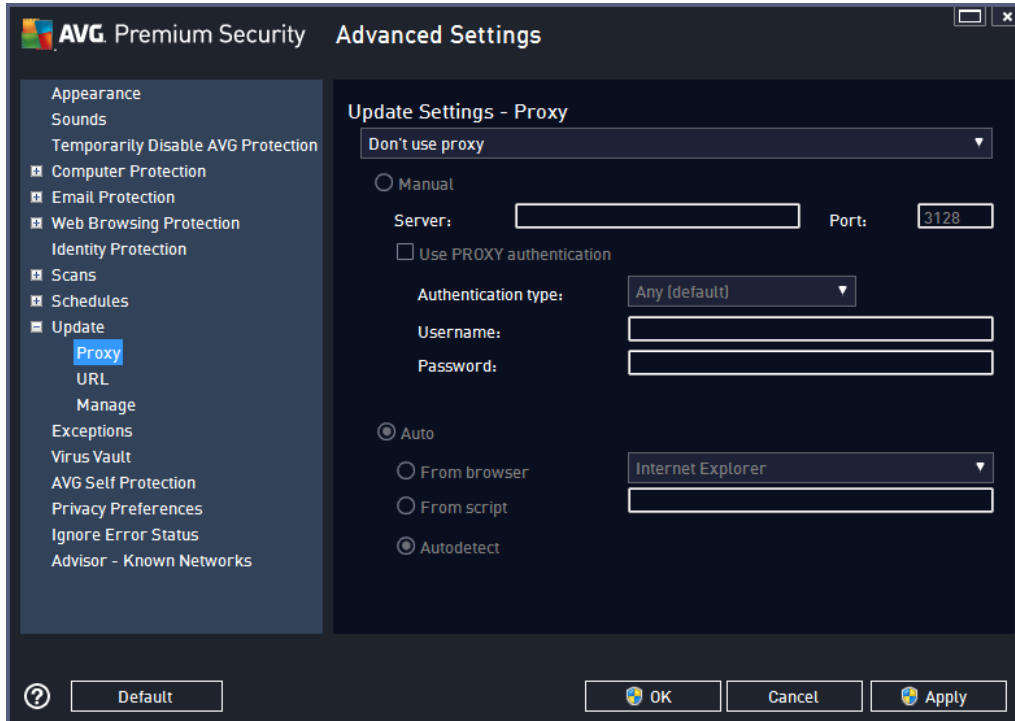 AVG. Premium Security Advanced Settings
Appearance
Sounds
Temporarily Disable AVG Protection
Computer Protection
Email Protection
Web Browsing Protection
Identity Protection
Scans
Schedules
Update
Proxy
URL
Manage
Exceptions
Virus Vault
AVG Self Protection
Privacy Preferences
Ignore Error Status
Advisor - Known Networks
Update Settings - Proxy
Don't use proxy
Manual
Server: Port: 3128
Use PROXY authentication
Authentication type: Any (default)
Username:
Password:
Auto
From browser Internet Explorer
From script
Autodetect
? Default OK Cancel Apply